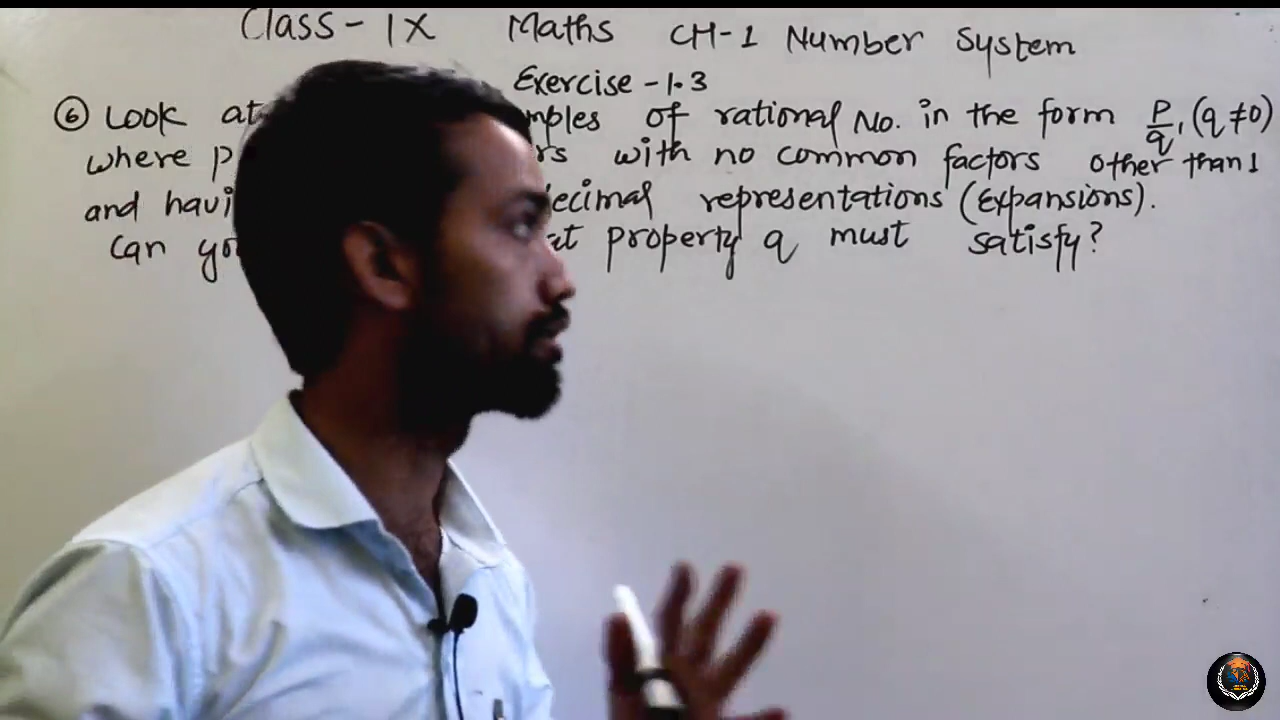 Class - IX Maths CH-1 Number System
Exercise - 1.3
⑥ Look at mples of rational No. in the form P/q, (q ≠ 0)
where p rs with no common factors other than 1
and havi ecimal representations (Expansions).
can yo at property q must satisfy?